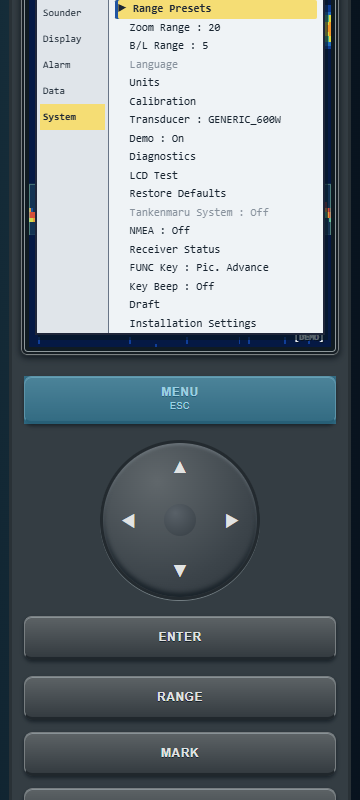 Sounder
Display
Alarm
Data
System
Range Presets
Zoom Range : 20
B/L Range : 5
Language
Units
Calibration
Transducer : GENERIC_600W
Demo : On
Diagnostics
LCD Test
Restore Defaults
Tankenmaru System : Off
NMEA : Off
Receiver Status
FUNC Key : Pic. Advance
Key Beep : Off
Draft
Installation Settings
MENU
ESC
ENTER
RANGE
MARK